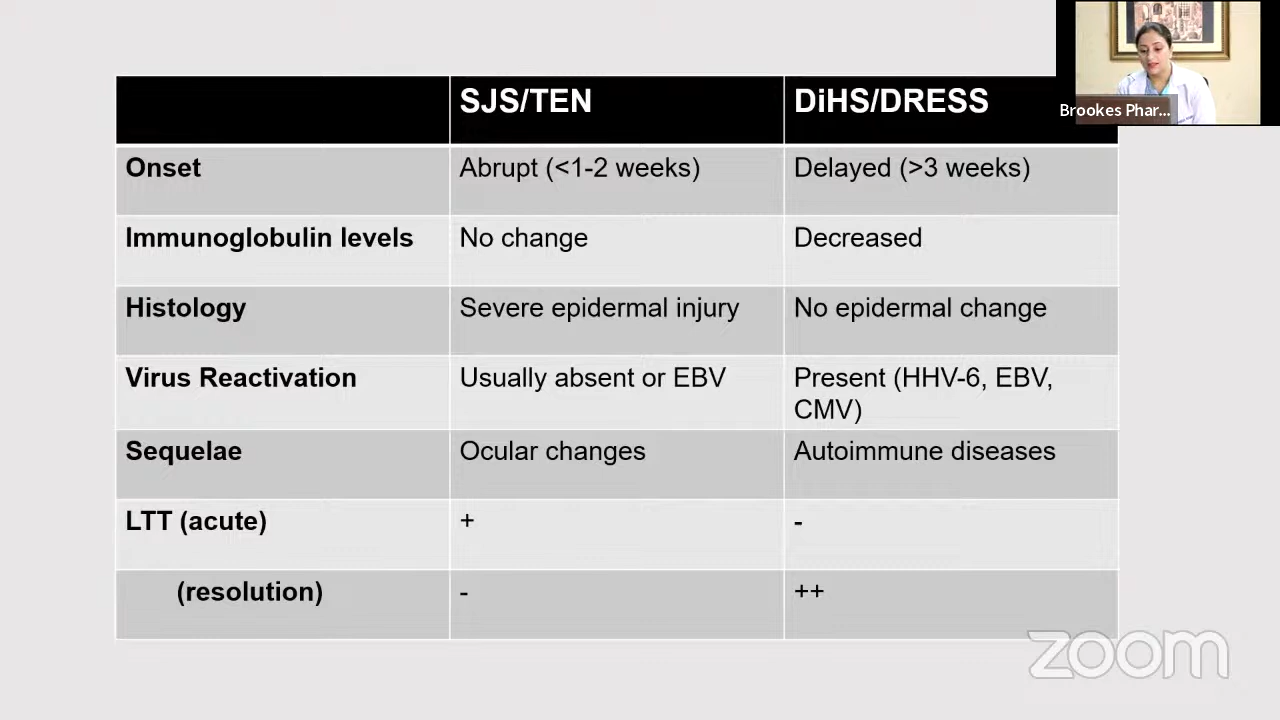 SJS/TEN DiHS/DRESS
Brookes Phar...
Onset Abrupt (<1-2 weeks) Delayed (>3 weeks)
Immunoglobulin levels No change Decreased
Histology Severe epidermal injury No epidermal change
Virus Reactivation Usually absent or EBV Present (HHV-6, EBV,
CMV)
Sequelae Ocular changes Autoimmune diseases
LTT (acute) + -
(resolution) - ++
zoom